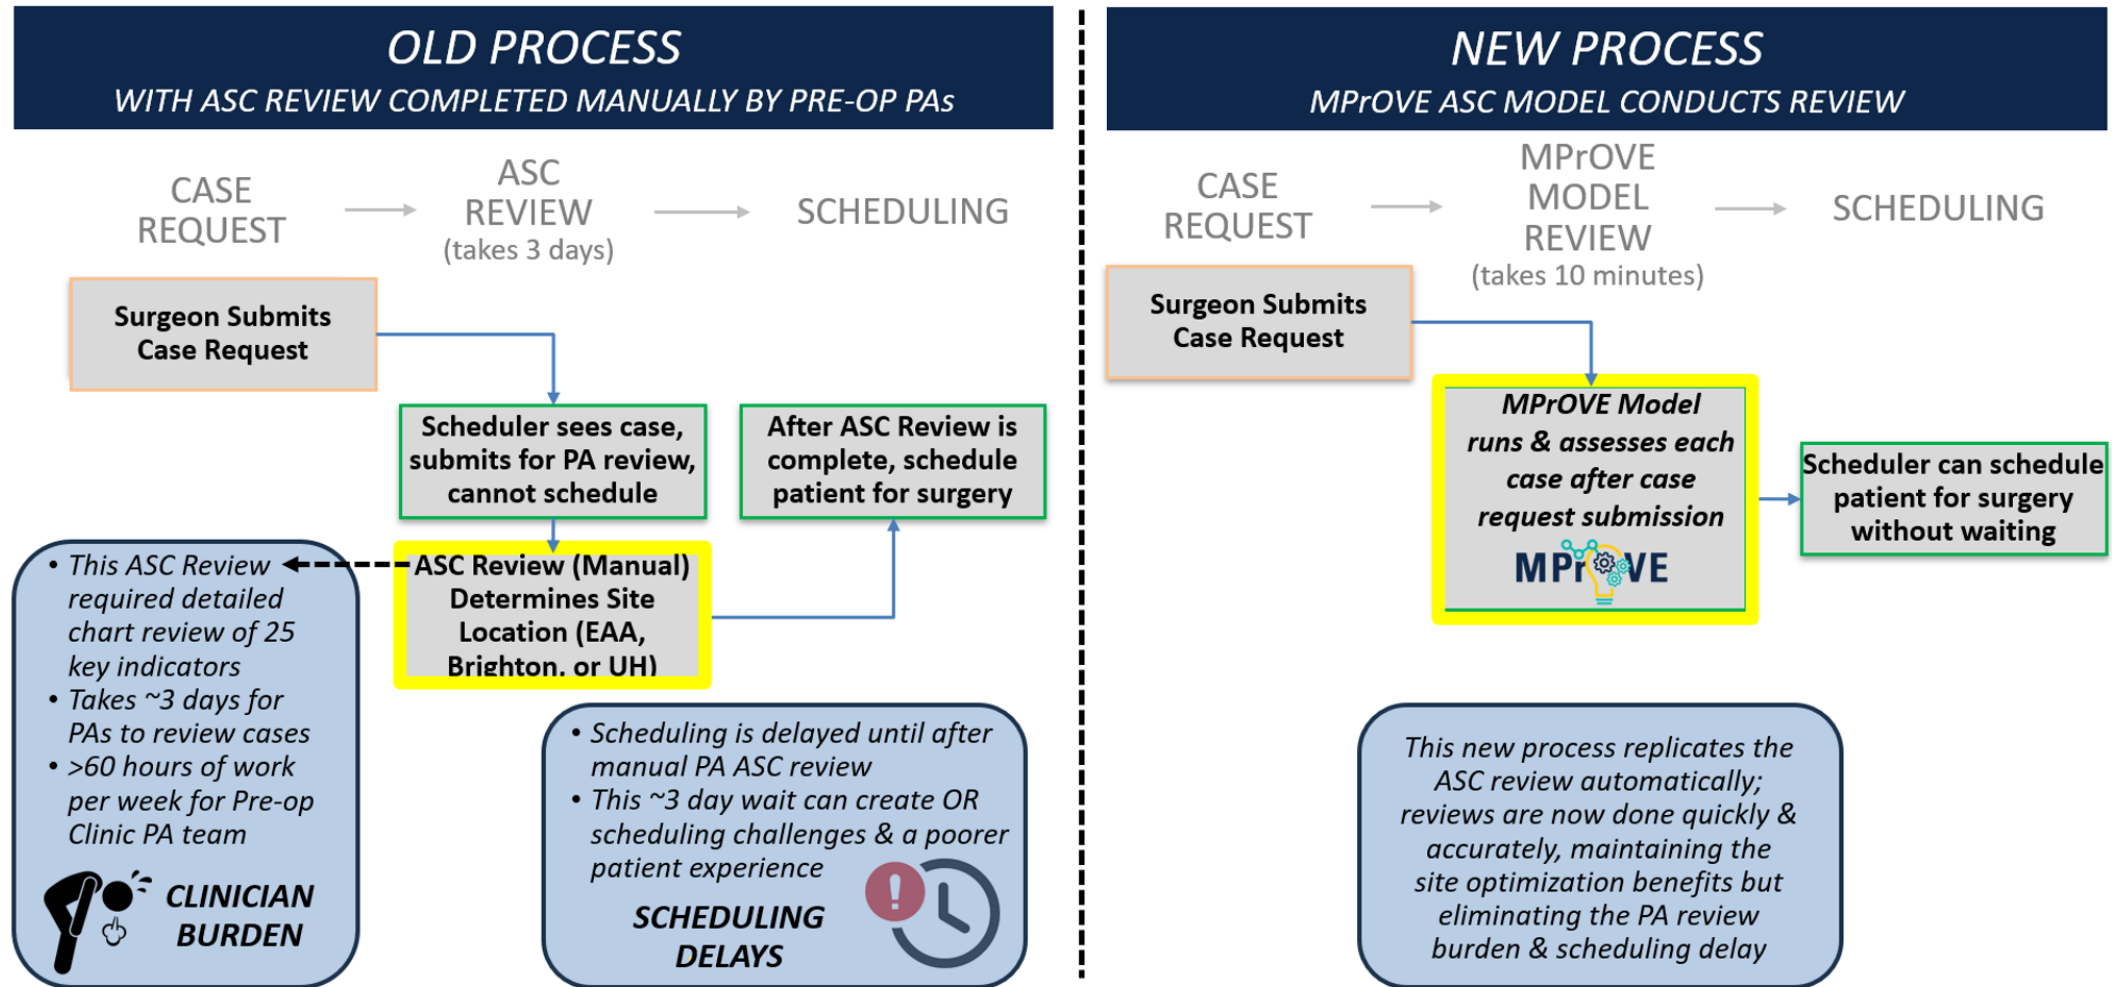 OLD PROCESS
WITH ASC REVIEW COMPLETED MANUALLY BY PRE-OP PAs
CASE
REQUEST
ASC
REVIEW
(takes 3 days)
SCHEDULING
Surgeon Submits
Case Request
Scheduler sees case,
submits for PA review,
cannot schedule
After ASC Review is
complete, schedule
patient for surgery
ASC Review (Manual)
Determines Site
Location (EAA,
Brighton, or UH)
• This ASC Review
required detailed
chart review of 25
key indicators
• Takes ~3 days for
PAs to review cases
• >60 hours of work
per week for Pre-op
Clinic PA team
CLINICIAN
BURDEN
• Scheduling is delayed until after
manual PA ASC review
• This ~3 day wait can create OR
scheduling challenges & a poorer
patient experience
SCHEDULING
DELAYS
NEW PROCESS
MPrOVE ASC MODEL CONDUCTS REVIEW
CASE
REQUEST
MPrOVE
MODEL
REVIEW
(takes 10 minutes)
SCHEDULING
Surgeon Submits
Case Request
MPrOVE Model
runs & assesses each
case after case
request submission
MPrOVE
Scheduler can schedule
patient for surgery
without waiting
This new process replicates the
ASC review automatically;
reviews are now done quickly &
accurately, maintaining the
site optimization benefits but
eliminating the PA review
burden & scheduling delay